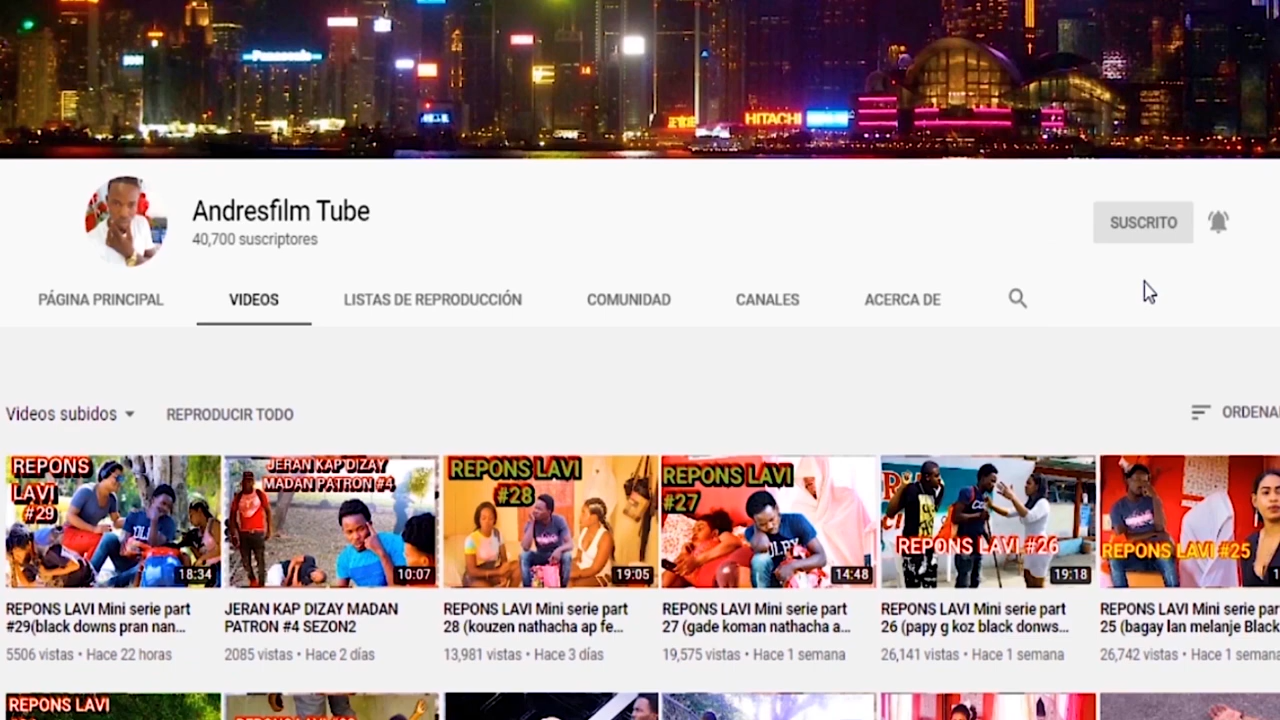 Panasonic
HITACHI
Andresfilm Tube
40,700 suscriptores
SUSCRITO
PÁGINA PRINCIPAL
VIDEOS
LISTAS DE REPRODUCCIÓN
COMUNIDAD
CANALES
ACERCA DE
Videos subidos
REPRODUCIR TODO
ORDENA
REPONS
LAVI
#29
18:34
JERAN KAP DIZAY
MADAN PATRON #4
10:07
REPONS LAVI
#28
19:05
REPONS LAVI
#27
14:48
REPONS LAVI #26
19:18
REPONS LAVI #25
1
REPONS LAVI Mini serie part
#29(black downs pran nan...
5506 vistas • Hace 22 horas
JERAN KAP DIZAY MADAN
PATRON #4 SEZON2
2085 vistas • Hace 2 días
REPONS LAVI Mini serie part
28 (kouzen nathacha ap fe...
13,981 vistas • Hace 3 días
REPONS LAVI Mini serie part
27 (gade koman nathacha a...
19,575 vistas • Hace 1 semana
REPONS LAVI Mini serie part
26 (papy g koz black donws...
26,141 vistas • Hace 1 semana
REPONS LAVI Mini serie par
25 (bagay lan melanje Black
26,742 vistas • Hace 1 semana
REPONS LAVI